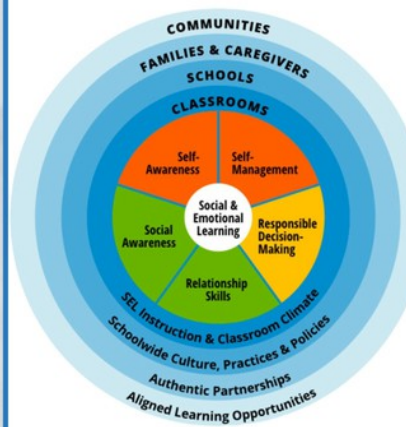 COMMUNITIES
FAMILIES & CAREGIVERS
SCHOOLS
CLASSROOMS
Self-
Awareness
Self-
Management
Social &
Emotional
Learning
Social
Awareness
Responsible
Decision-
Making
Relationship
Skills
SEL Instruction & Classroom Climate
Schoolwide Culture, Practices & Policies
Authentic Partnerships
Aligned Learning Opportunities